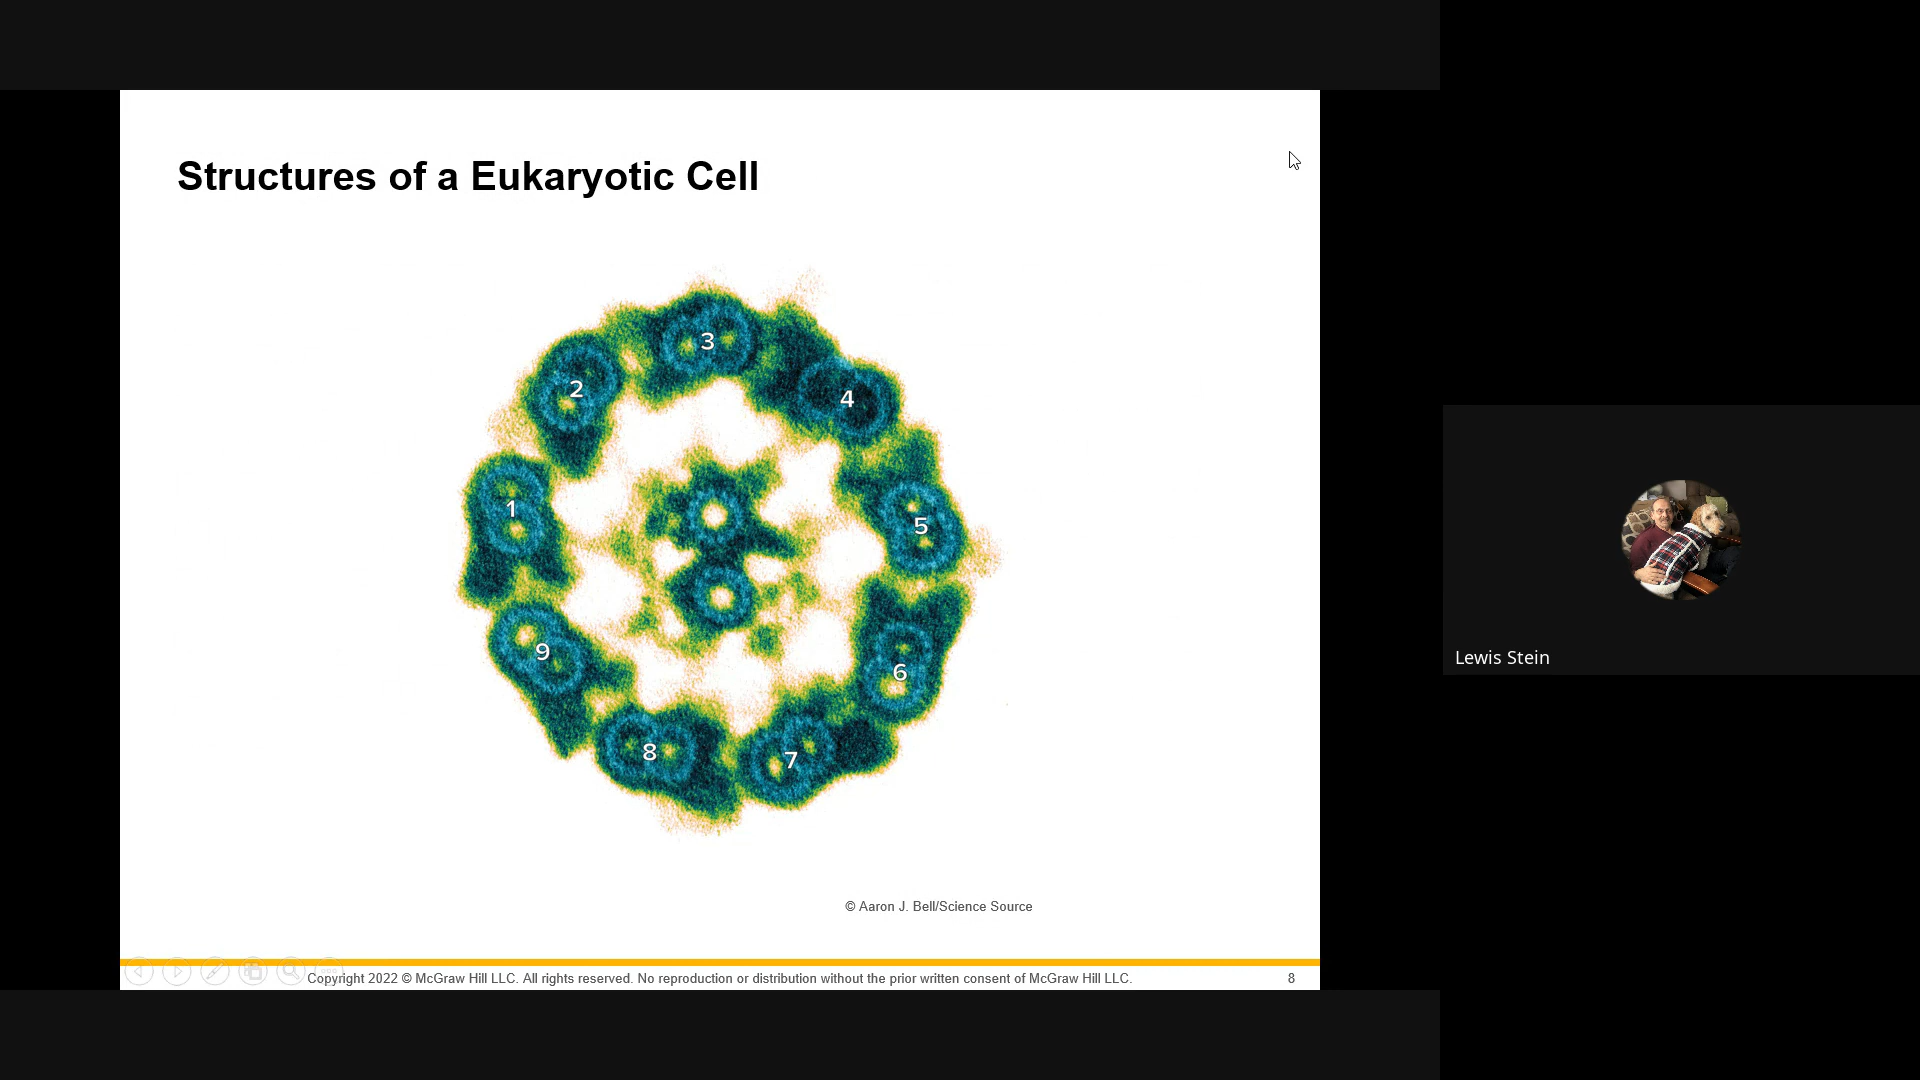 Structures of a Eukaryotic Cell
3
2
4
1
5
9
6
8
7
© Aaron J. Bell/Science Source
Copyright 2022 © McGraw Hill LLC. All rights reserved. No reproduction or distribution without the prior written consent of McGraw Hill LLC.
8
Lewis Stein